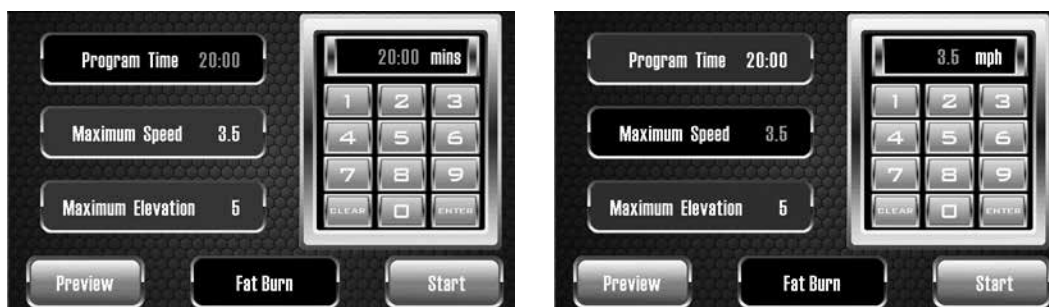 Program Time 20:00
Maximum Speed 3.5
Maximum Elevation 5
20:00 mins
1 2 3
4 5 6
7 8 9
CLEAR 0 ENTER
Preview Fat Burn Start
Program Time 20:00
Maximum Speed 3.5
Maximum Elevation 5
3.5 mph
1 2 3
4 5 6
7 8 9
CLEAR 0 ENTER
Preview Fat Burn Start